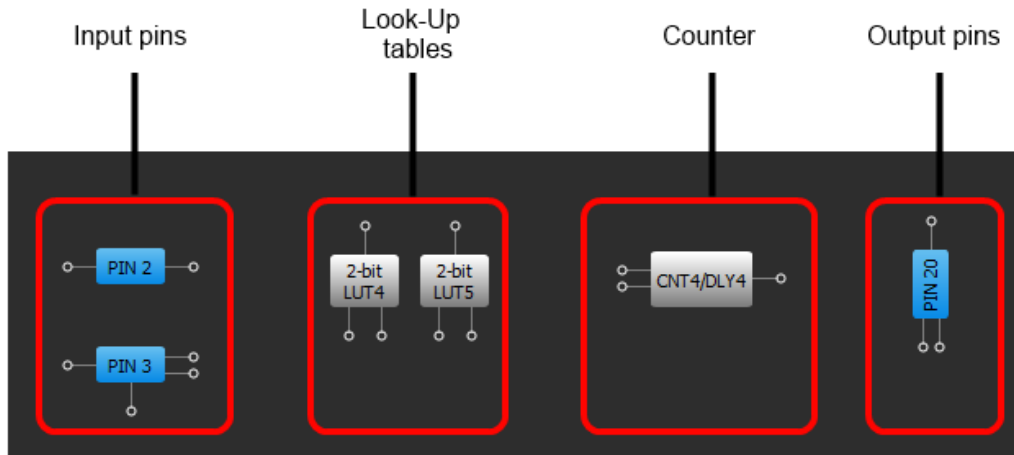 Input pins
Look-Up
tables
Counter
Output pins
PIN 2
PIN 3
2-bit
LUT4
2-bit
LUT5
CNT4/DLY4
PIN 20